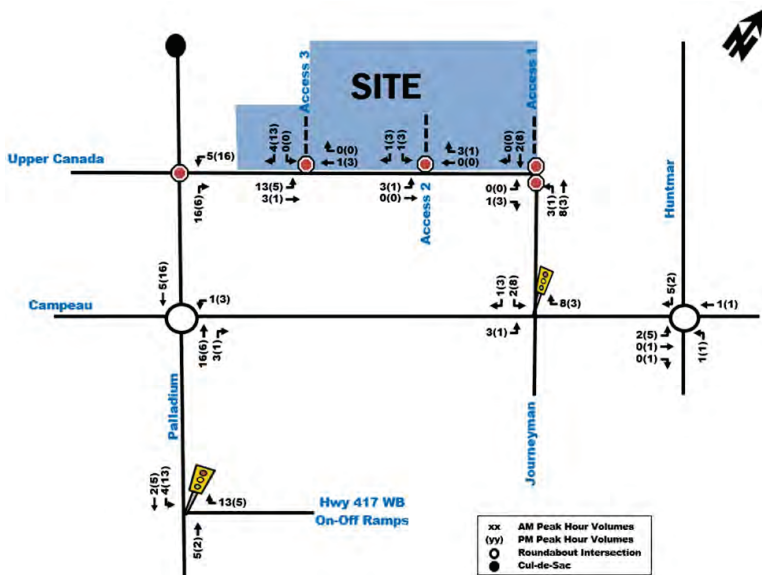 N
SITE
Access 3
Access 1
Access 2
Huntmar
Upper Canada
5(16)
16(6)
4(13)
0(0)
0(0)
1(3)
13(5)
3(1)
1(3)
1(3)
3(1)
0(0)
3(1)
0(0)
0(0)
2(8)
0(0)
1(3)
3(1)
8(3)
Campeau
5(16)
1(3)
16(6)
3(1)
1(3)
2(8)
8(3)
3(1)
5(2)
1(1)
2(5)
0(1)
0(1)
1(1)
Palladium
Journeyman
2(5)
4(13)
13(5)
5(2)
Hwy 417 WB
On-Off Ramps
xx AM Peak Hour Volumes
(yy) PM Peak Hour Volumes
Roundabout Intersection
Cul-de-Sac